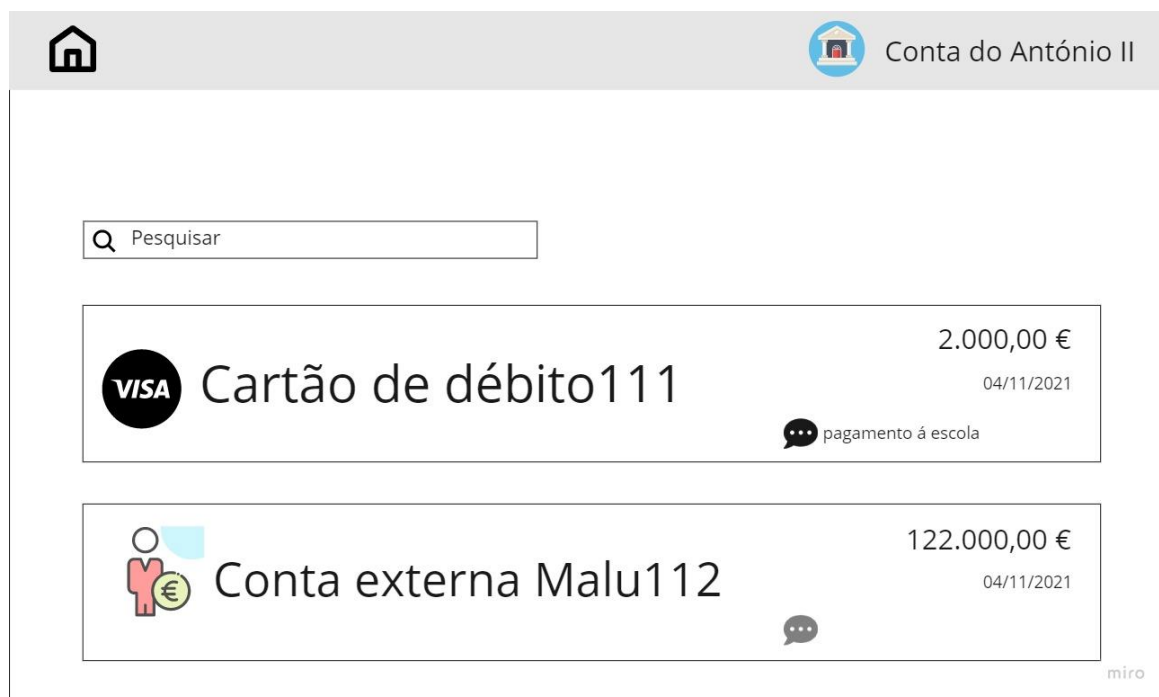 Conta do António II
Pesquisar
2.000,00 €
VISA Cartão de débito111
04/11/2021
pagamento á escola
122.000,00 €
Conta externa Malu112
04/11/2021
miro